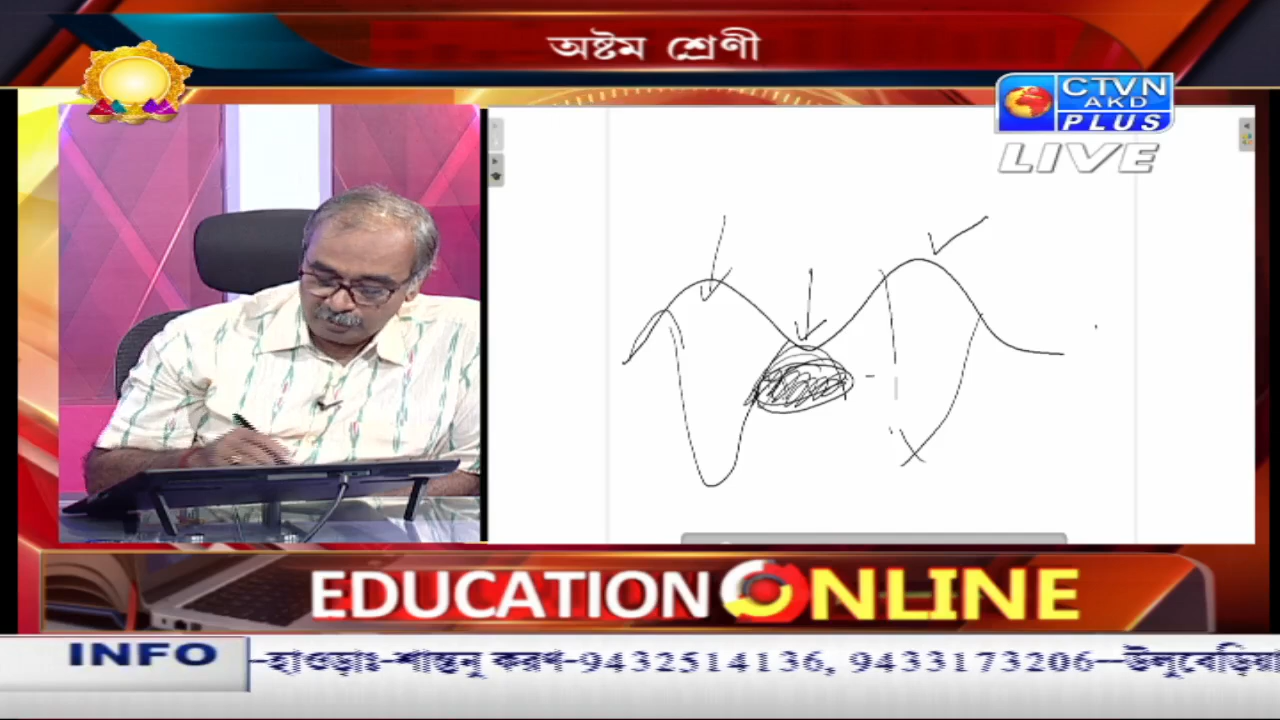 অষ্টম শ্রেণী
CTVN
AKD
PLUS
LIVE
EDUCATION ONLINE
INFO
-হাওড়াঃ-শান্তনু করণ-9432514136, 9433173206--উলুবেড়িয়া